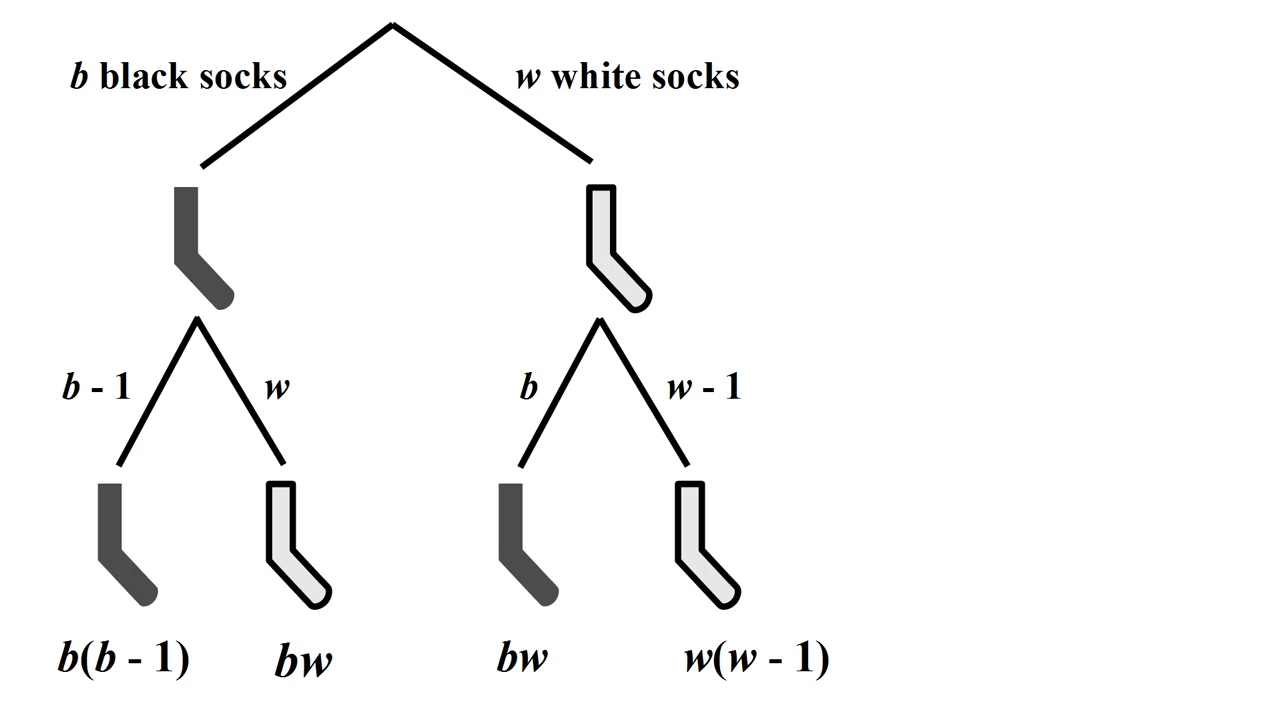 b black socks
w white socks
b - 1
w
b
w - 1
b(b - 1)
bw
bw
w(w - 1)